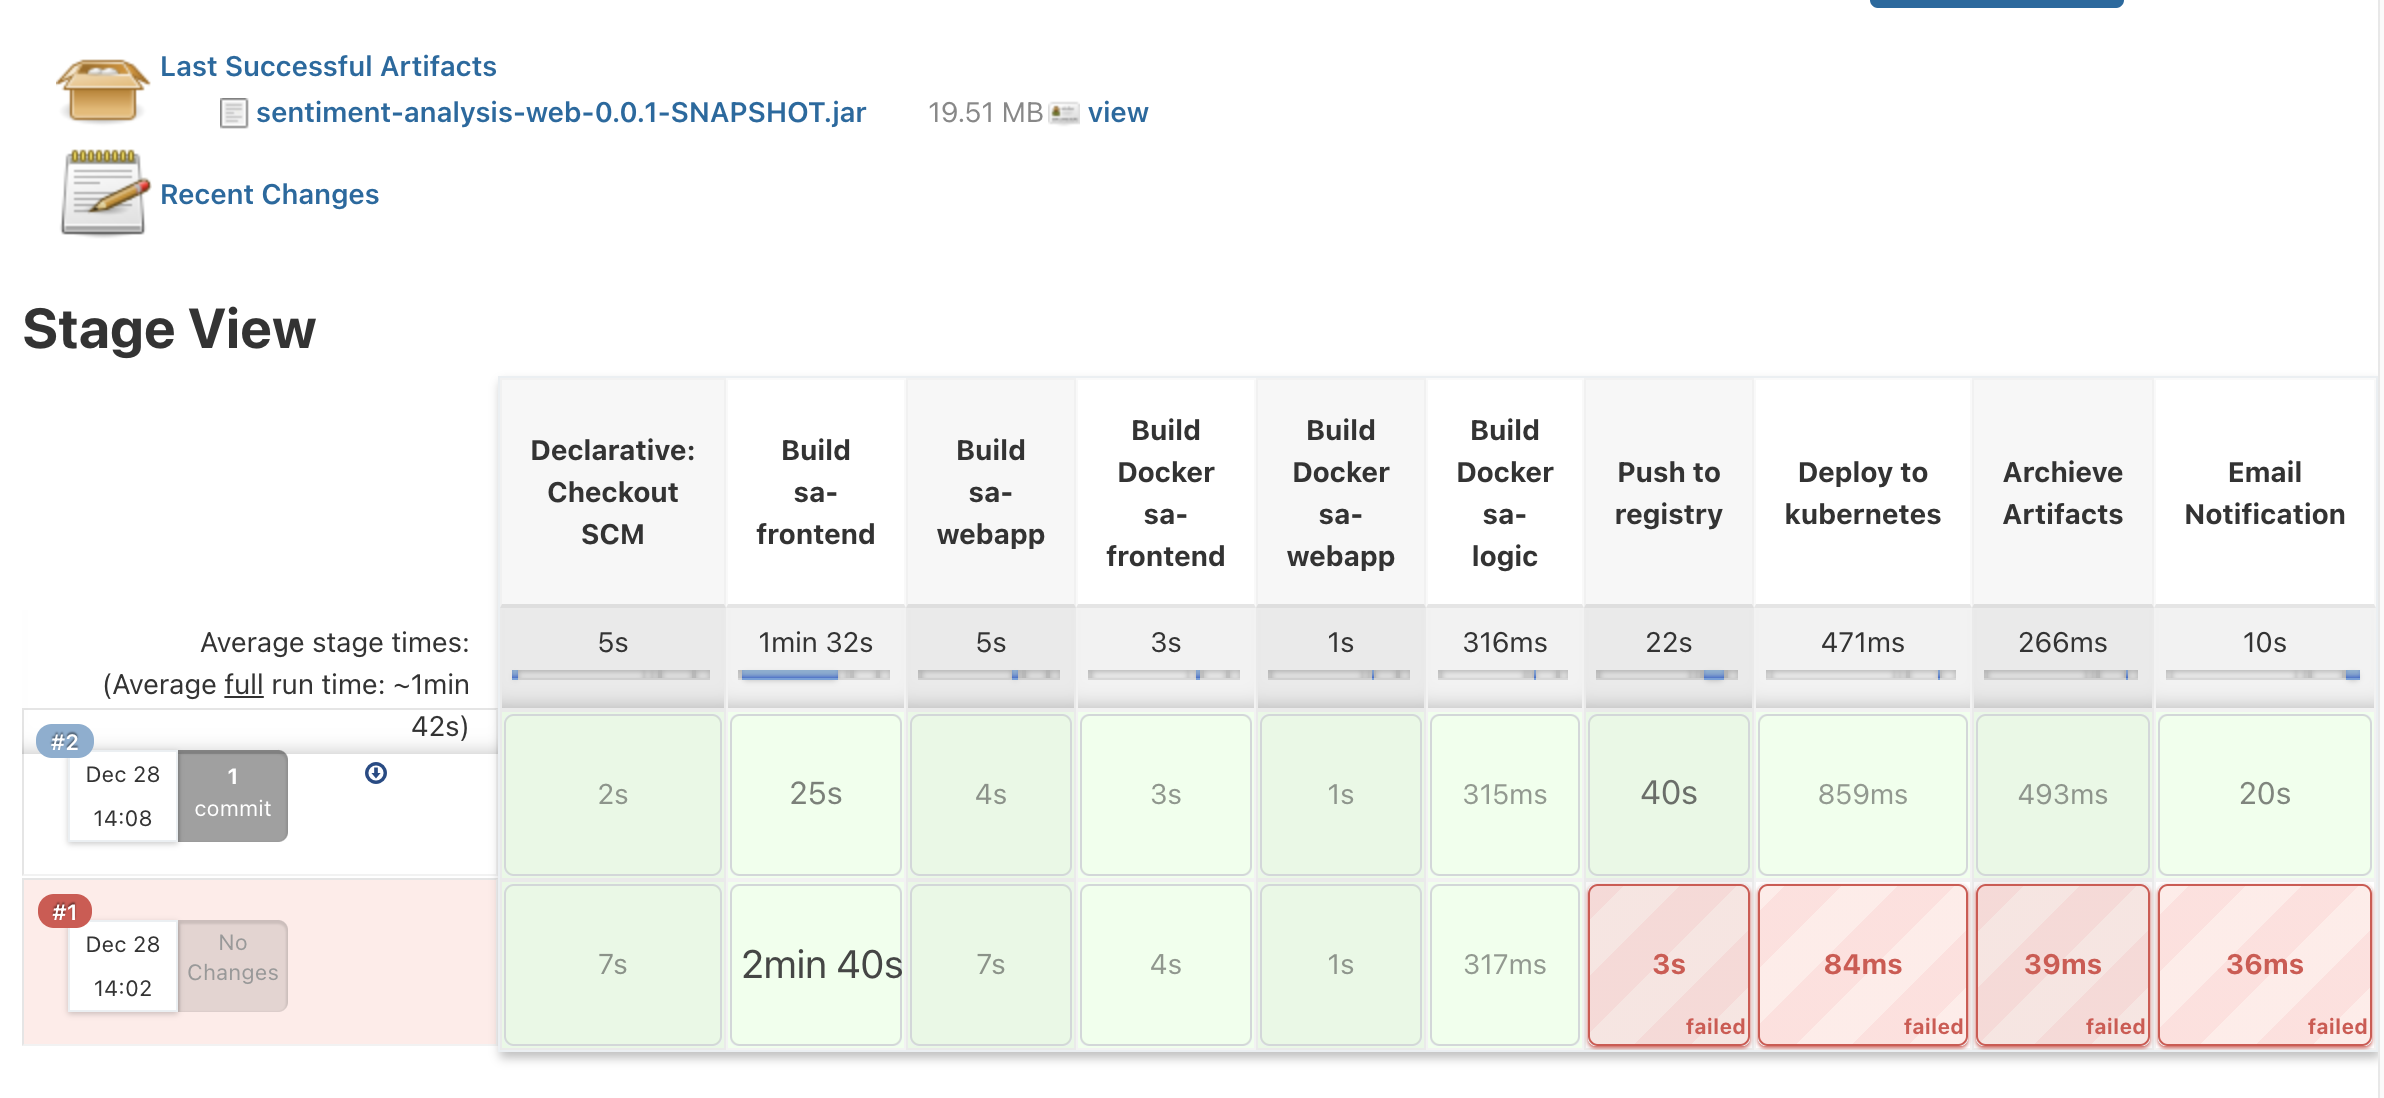 Last Successful Artifacts
sentiment-analysis-web-0.0.1-SNAPSHOT.jar 19.51 MB view
Recent Changes
Stage View
Declarative:
Checkout
SCM
Build
sa-
frontend
Build
sa-
webapp
Build
Docker
sa-
frontend
Build
Docker
sa-
webapp
Build
Docker
sa-
logic
Push to
registry
Deploy to
kubernetes
Archieve
Artifacts
Email
Notification
Average stage times:
(Average full run time: ~1min
42s)
5s 1min 32s 5s 3s 1s 316ms 22s 471ms 266ms 10s
#2
Dec 28
14:08
1
commit
2s 25s 4s 3s 1s 315ms 40s 859ms 493ms 20s
#1
Dec 28
14:02
No
Changes
7s 2min 40s 7s 4s 1s 317ms 3s 84ms 39ms 36ms
failed failed failed failed